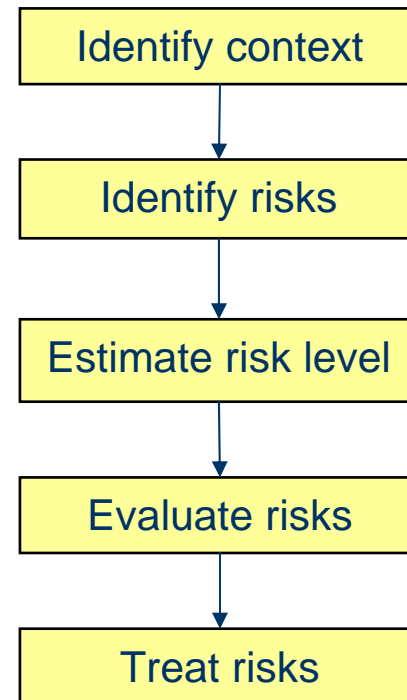 Identify context
Identify risks
Estimate risk level
Evaluate risks
Treat risks